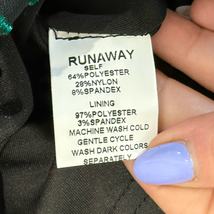 RUNAWAY
SELF
64%POLYESTER
28%NYLON
8%SPANDEX
LINING
97%POLYESTER
3%SPANDEX
MACHINE WASH COLD
GENTLE CYCLE
WASH DARK COLORS
SEPARATELY